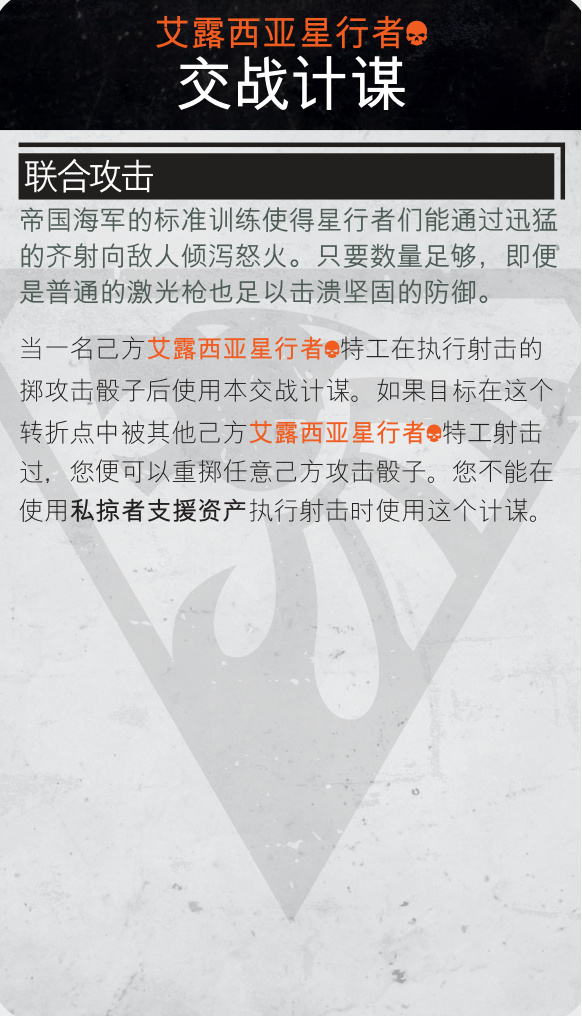 艾露西亚星行者
交战计谋
联合攻击
帝国海军的标准训练使得星行者们能通过迅猛
的齐射向敌人倾泻怒火。只要数量足够，即便
是普通的激光枪也足以击溃坚固的防御。
当一名己方艾露西亚星行者特工在执行射击的
掷攻击骰子后使用本交战计谋。如果目标在这个
转折点中被其他己方艾露西亚星行者特工射击
过，您便可以重掷任意己方攻击骰子。您不能在
使用私掠者支援资产执行射击时使用这个计谋。